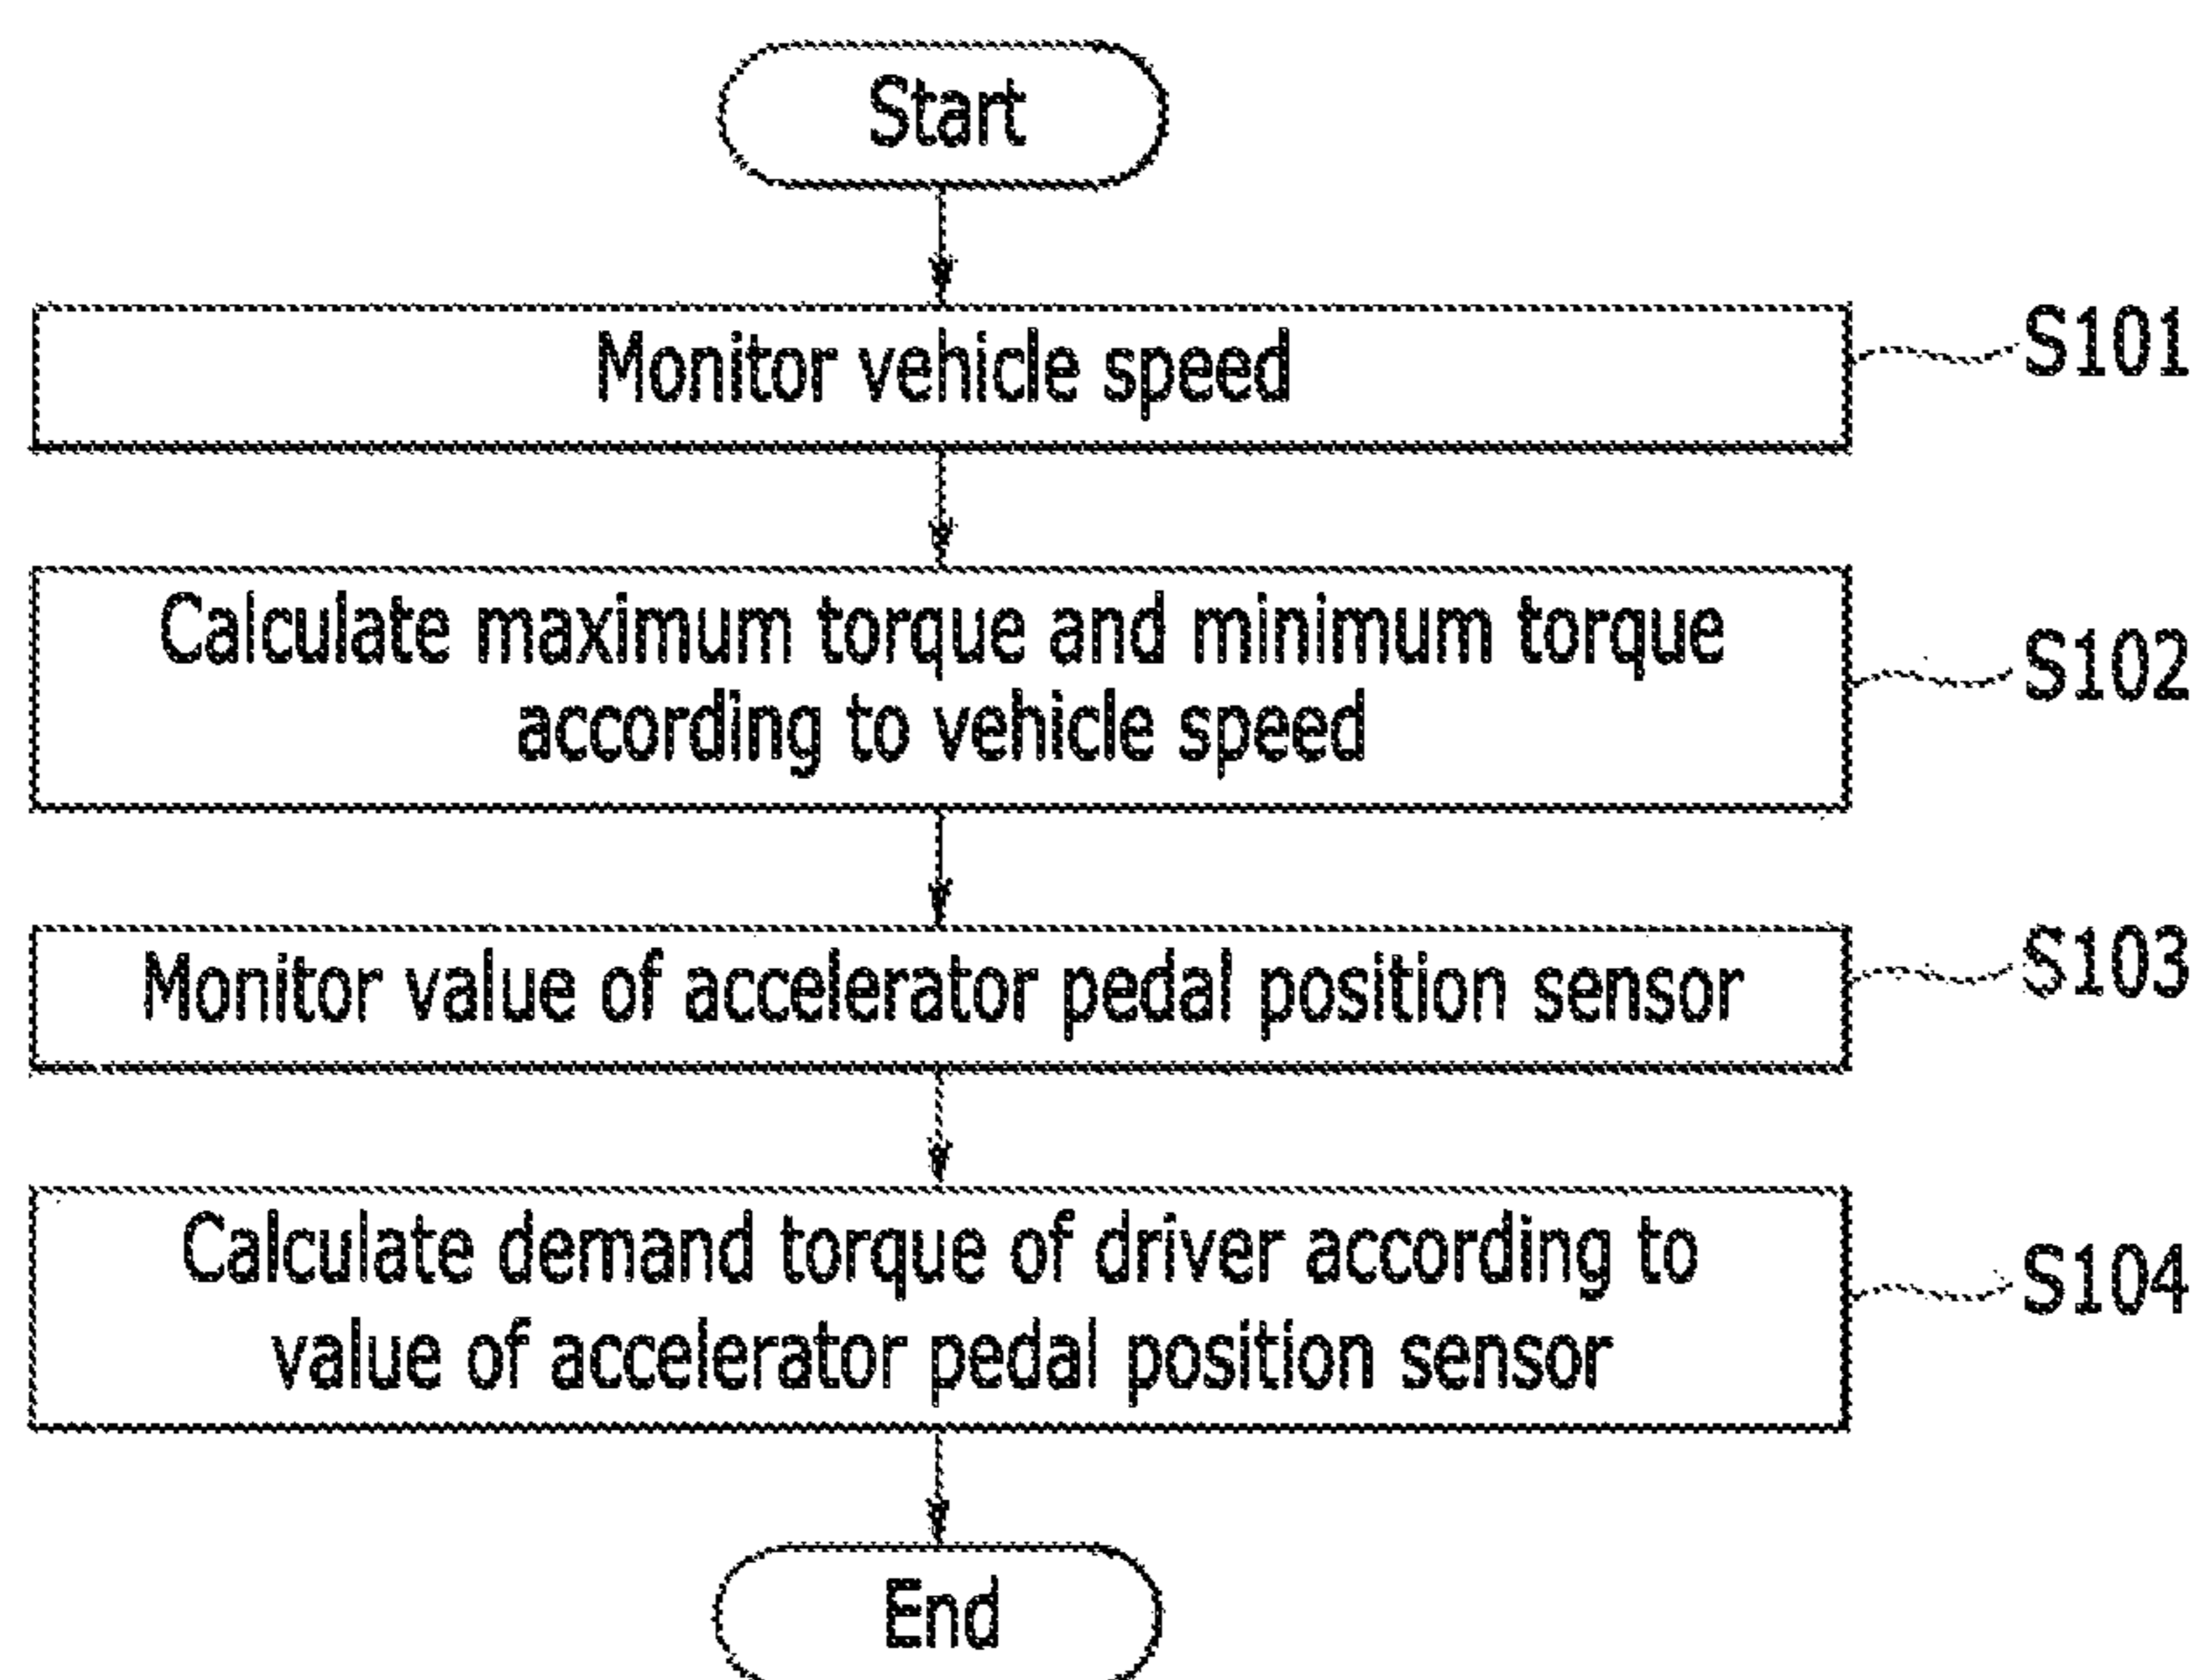 Start
Monitor vehicle speed
S101
Calculate maximum torque and minimum torque
according to vehicle speed
S102
Monitor value of accelerator pedal position sensor
S103
Calculate demand torque of driver according to
value of accelerator pedal position sensor
S104
End